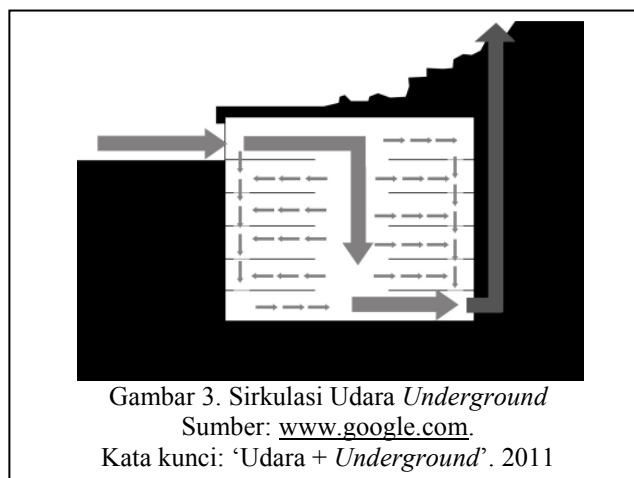 Gambar 3. Sirkulasi Udara Underground
Sumber: www.google.com.
Kata kunci: ‘Udara + Underground’. 2011